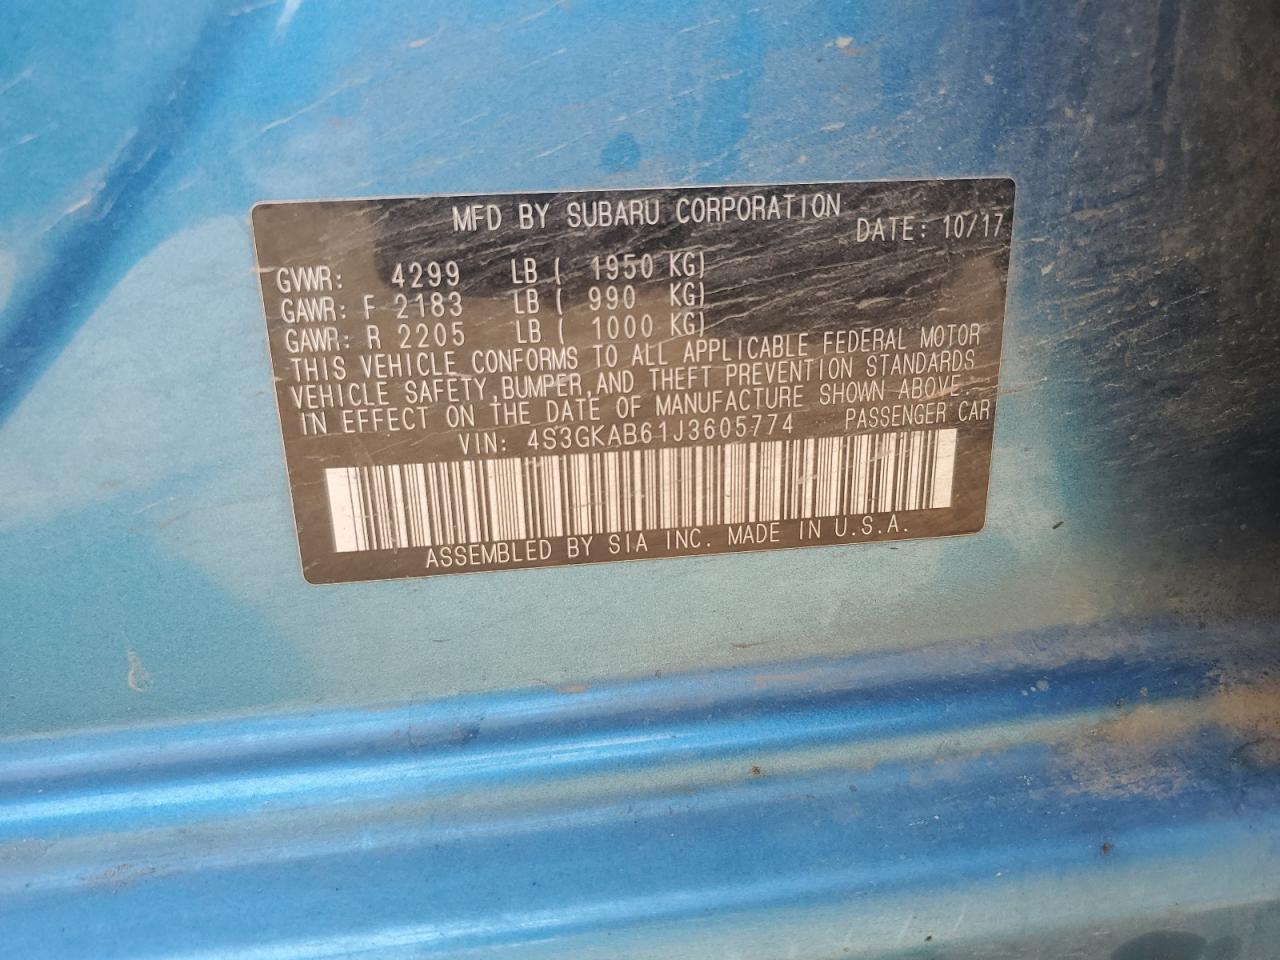 MFD BY SUBARU CORPORATION
DATE: 10/17
GVWR: 4299 LB ( 1950 KG)
GAWR: F 2183 LB ( 990 KG)
GAWR: R 2205 LB ( 1000 KG)
THIS VEHICLE CONFORMS TO ALL APPLICABLE FEDERAL MOTOR
VEHICLE SAFETY,BUMPER,AND THEFT PREVENTION STANDARDS
IN EFFECT ON THE DATE OF MANUFACTURE SHOWN ABOVE.
VIN: 4S3GKAB61J3605774 PASSENGER CAR
ASSEMBLED BY SIA INC. MADE IN U.S.A.